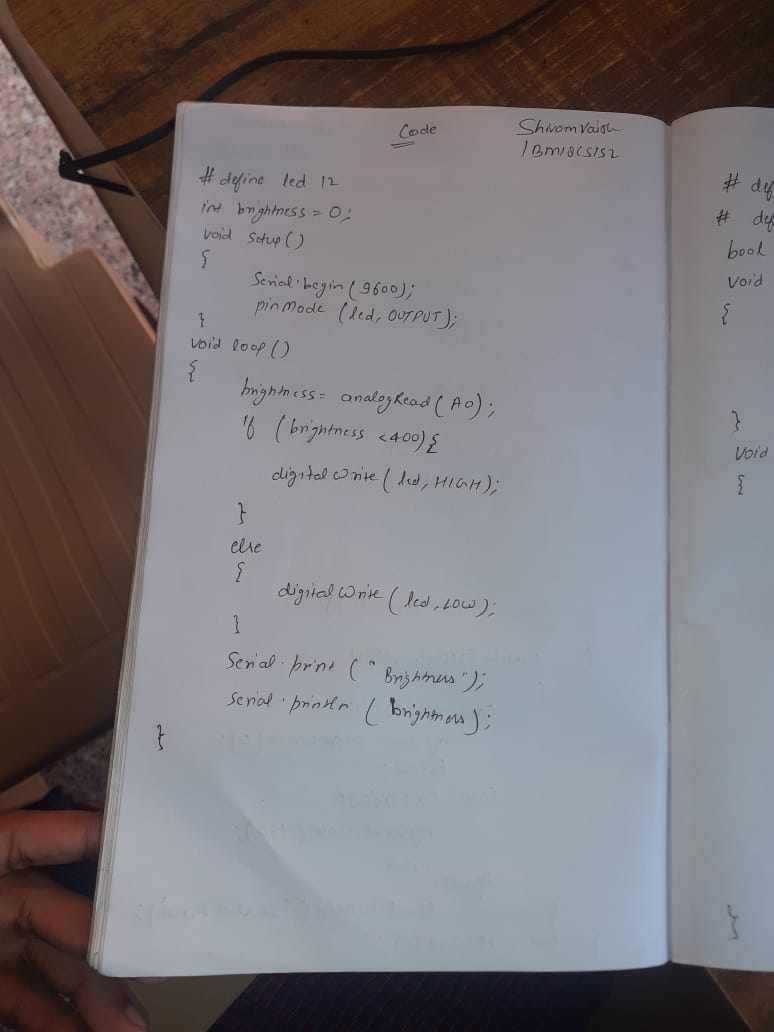 Code
Shivom Vaish
1BM18CS152
# define led 12
int brightness = 0;
void setup()
{
Serial.begin(9600);
pinMode (led, OUTPUT);
}
void loop()
{
brightness= analogRead(A0);
if (brightness <400){
digitalWrite(led, HIGH);
}
else
{
digitalWrite(led, LOW);
}
Serial.print ("Brightness");
Serial.println (brightness);
}
# def
# def
bool
void
{
}
void
{
}